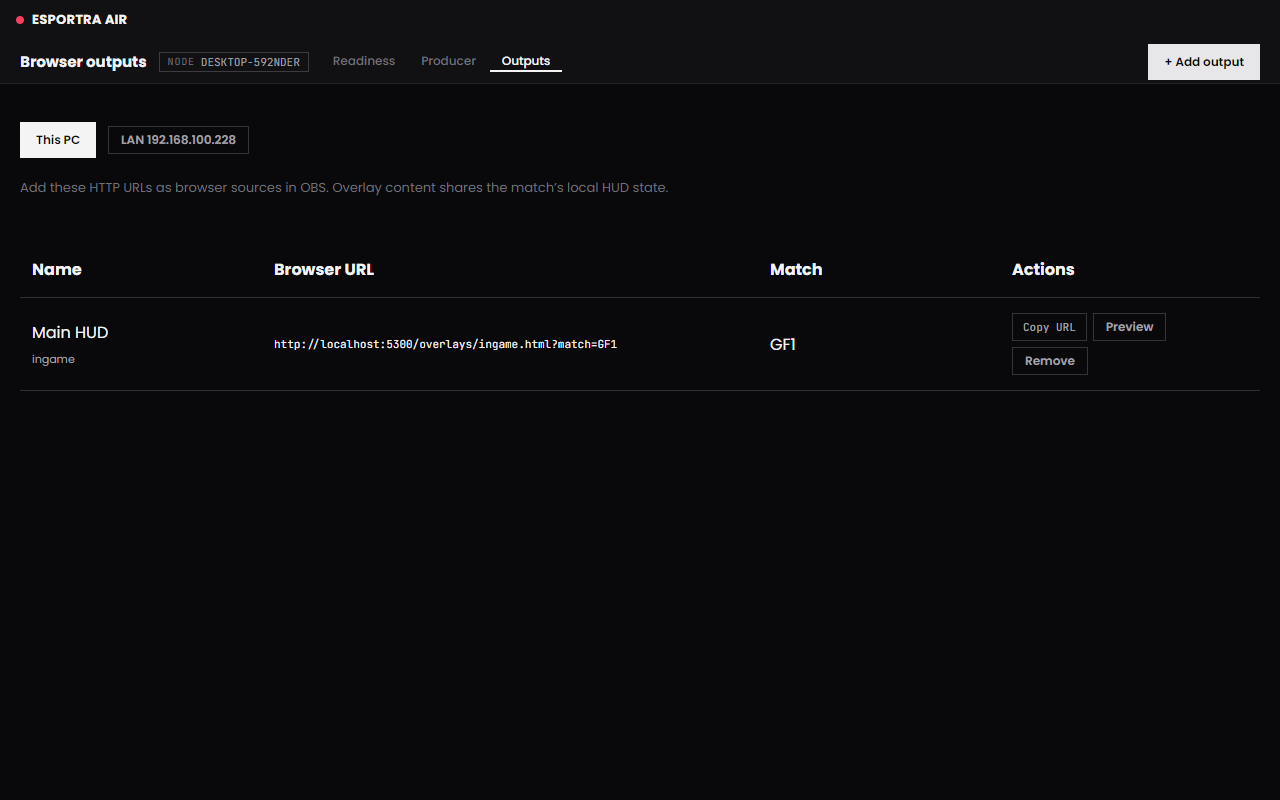 ESPORTRA AIR
Browser outputs NODE DESKTOP-592NDER Readiness Producer Outputs + Add output
This PC LAN 192.168.100.228
Add these HTTP URLs as browser sources in OBS. Overlay content shares the match’s local HUD state.
Name Browser URL Match Actions
Main HUD
ingame
http://localhost:5300/overlays/ingame.html?match=GF1
GF1
Copy URL Preview
Remove